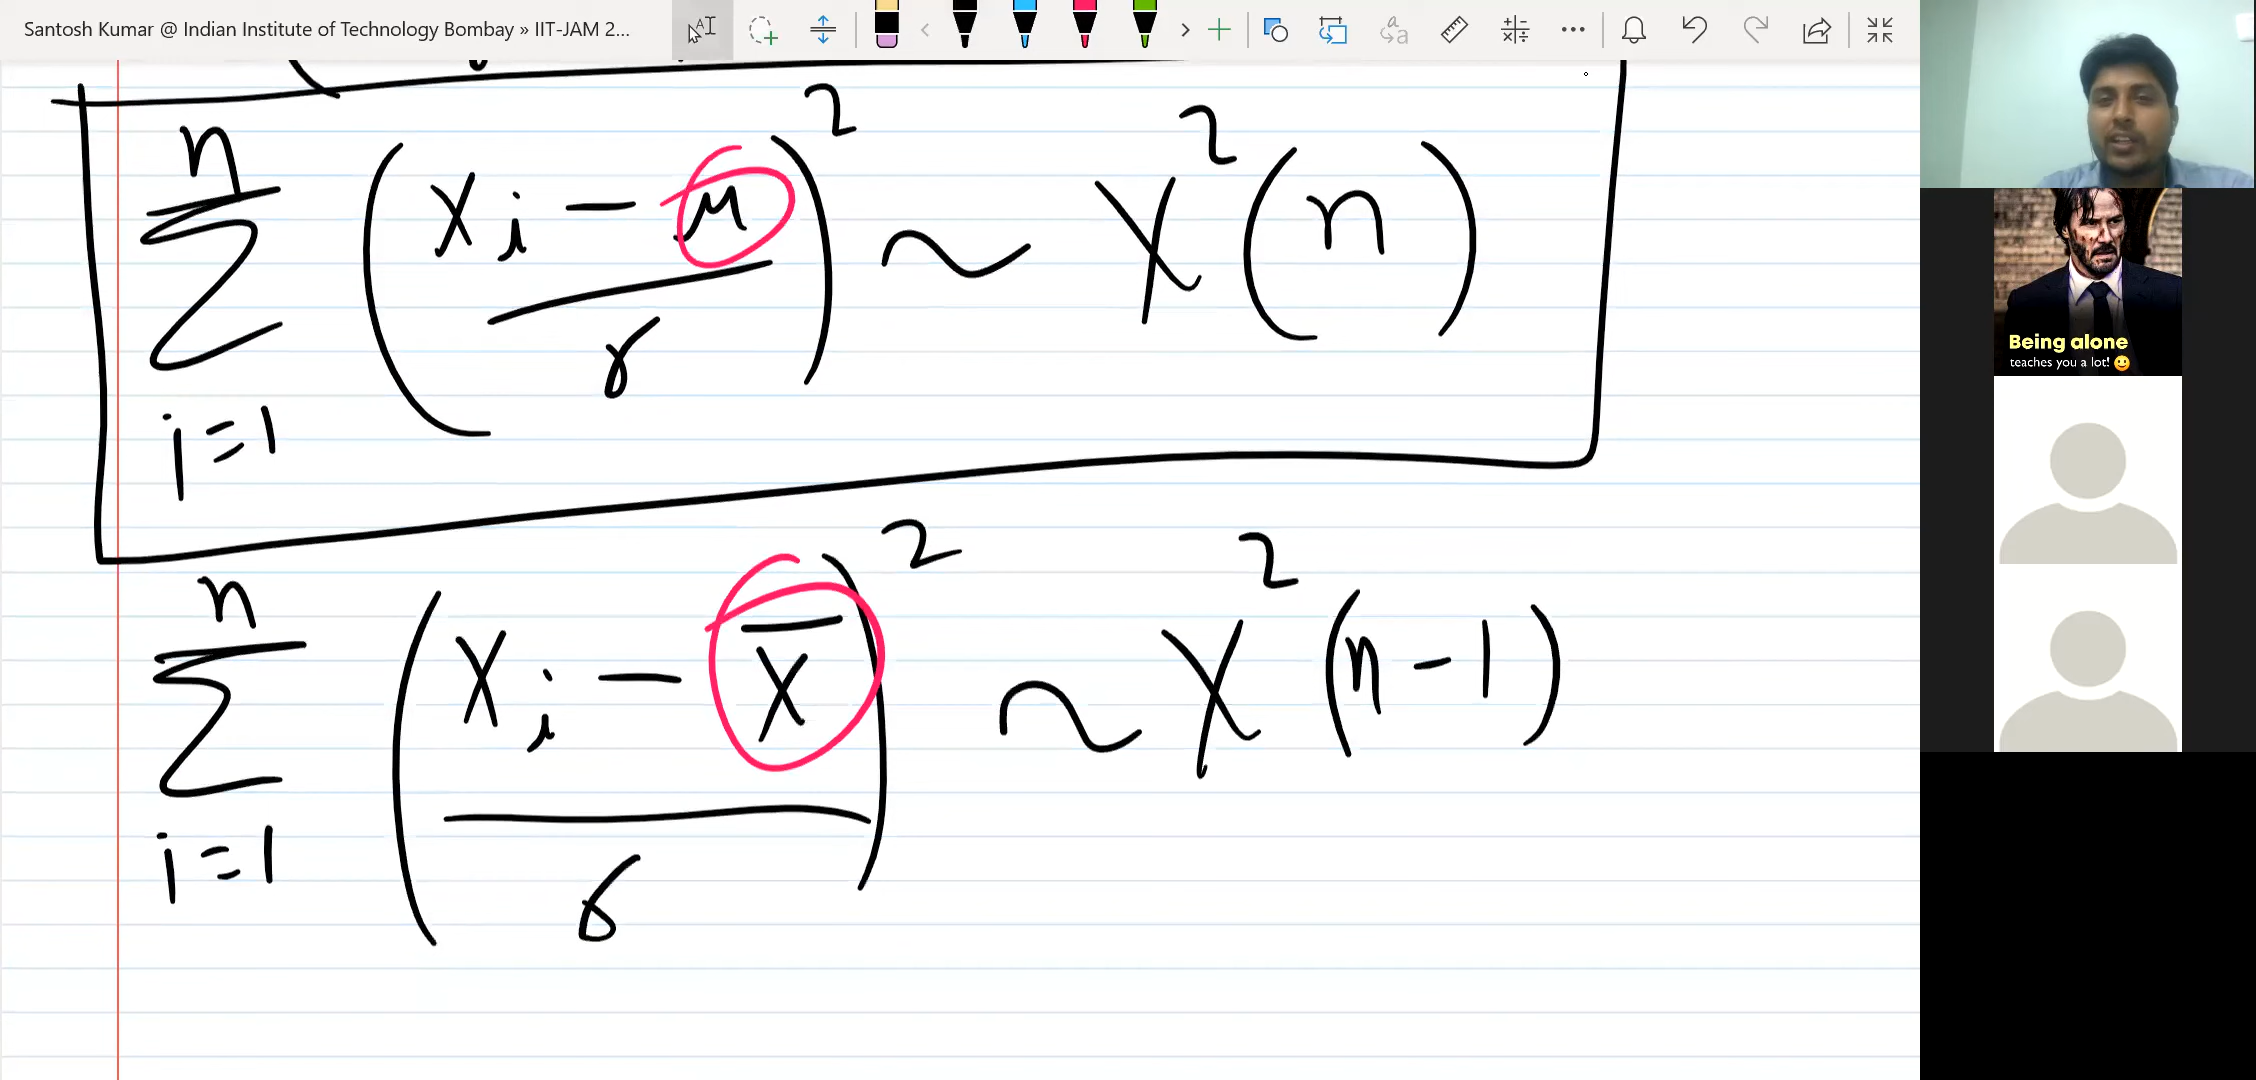 Santosh Kumar @ Indian Institute of Technology Bombay » IIT-JAM 2...
n
∑ ( (Xi − μ) / σ )² ~ χ²(n)
i=1
n
∑ ( (Xi − X̄) / σ )² ~ χ²(n−1)
i=1
Being alone
teaches you a lot! 😀